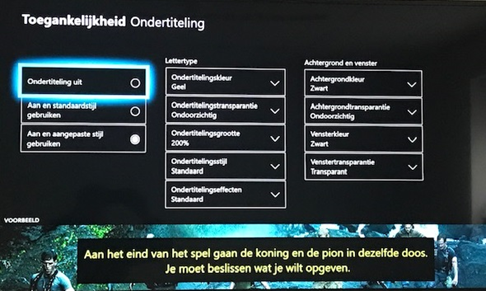 Toegankelijkheid Ondertiteling
Ondertiteling uit
Aan en standaardstijl
gebruiken
Aan en aangepaste stijl
gebruiken
Lettertype
Ondertitelingskleur
Geel
Ondertitelingstransparantie
Ondoorzichtig
Ondertitelingsgrootte
200%
Ondertitelingsstijl
Standaard
Ondertitelingseffecten
Standaard
Achtergrond en venster
Achtergrondkleur
Zwart
Achtergrondtransparantie
Ondoorzichtig
Vensterkleur
Zwart
Venstertransparantie
Transparant
VOORBEELD
Aan het eind van het spel gaan de koning en de pion in dezelfde doos.
Je moet beslissen wat je wilt opgeven.